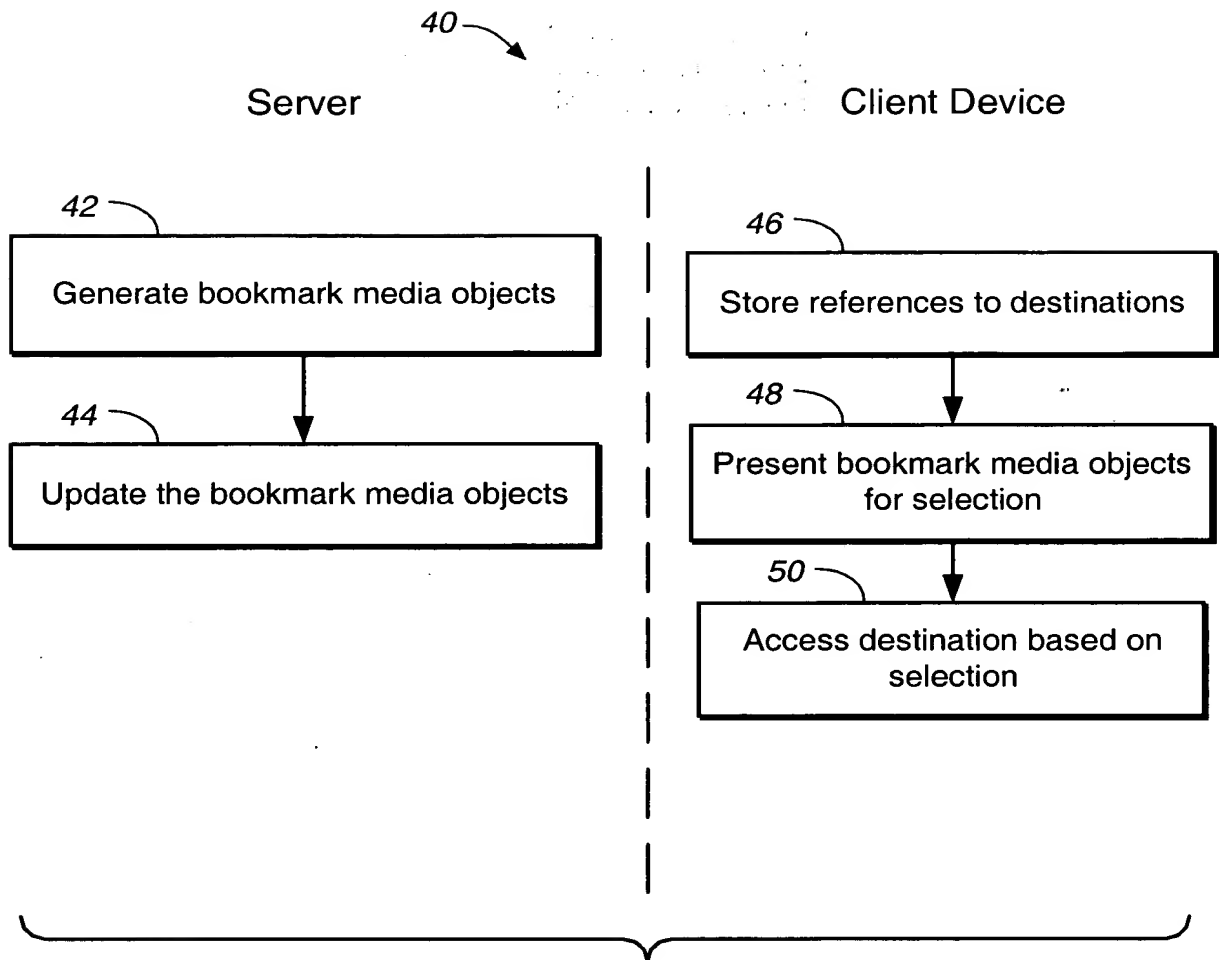 40
Server
Client Device
42
Generate bookmark media objects
44
Update the bookmark media objects
46
Store references to destinations
48
Present bookmark media objects
for selection
50
Access destination based on
selection